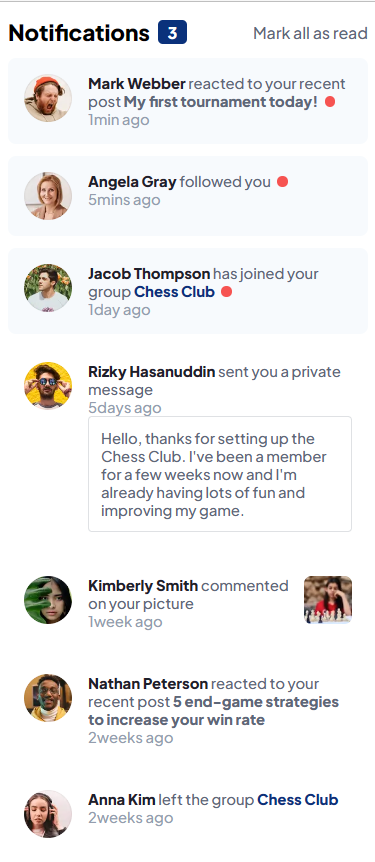 Notifications 3 Mark all as read
Mark Webber reacted to your recent
post My first tournament today!
1min ago
Angela Gray followed you
5mins ago
Jacob Thompson has joined your
group Chess Club
1day ago
Rizky Hasanuddin sent you a private
message
5days ago
Hello, thanks for setting up the
Chess Club. I've been a member
for a few weeks now and I'm
already having lots of fun and
improving my game.
Kimberly Smith commented
on your picture
1week ago
Nathan Peterson reacted to your
recent post 5 end-game strategies
to increase your win rate
2weeks ago
Anna Kim left the group Chess Club
2weeks ago